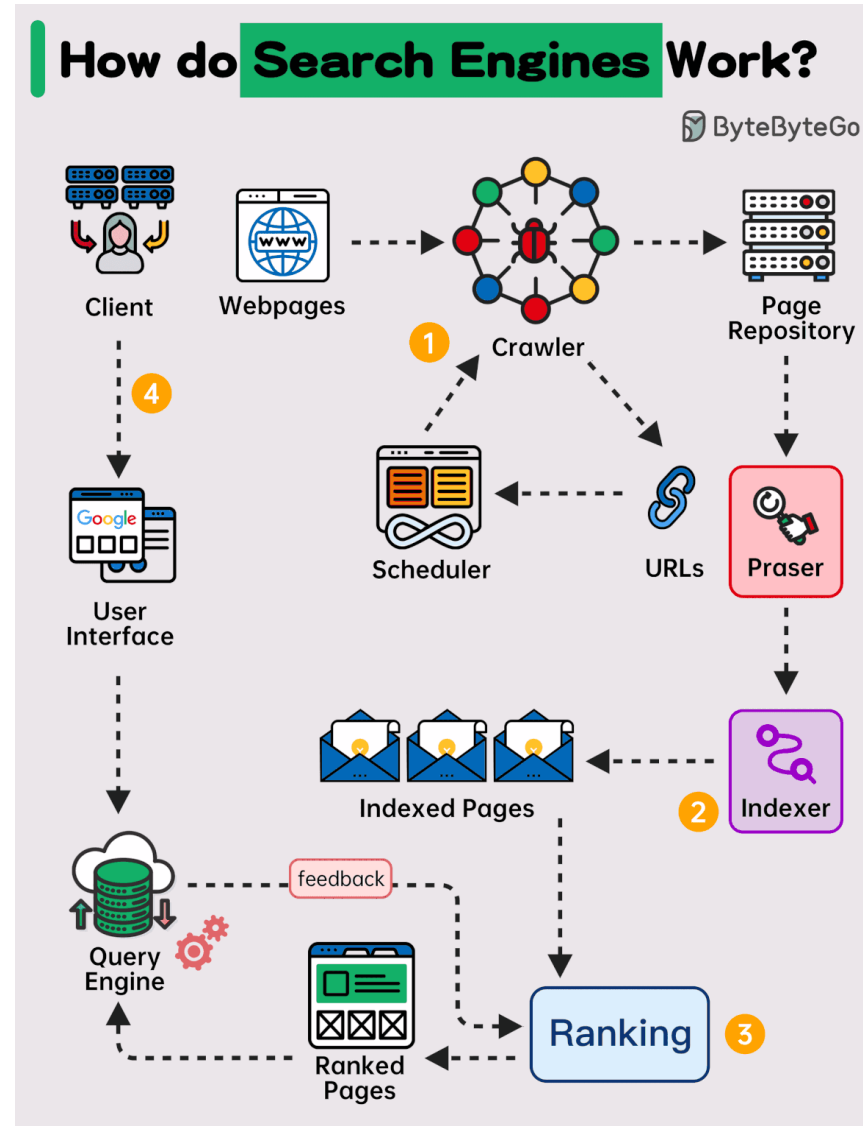 How do Search Engines Work?
ByteByteGo
Client
Webpages
www
Crawler
Page
Repository
1
4
Google
Scheduler
URLs
Praser
User
Interface
Indexed Pages
2
Indexer
feedback
Query
Engine
Ranked
Pages
Ranking
3